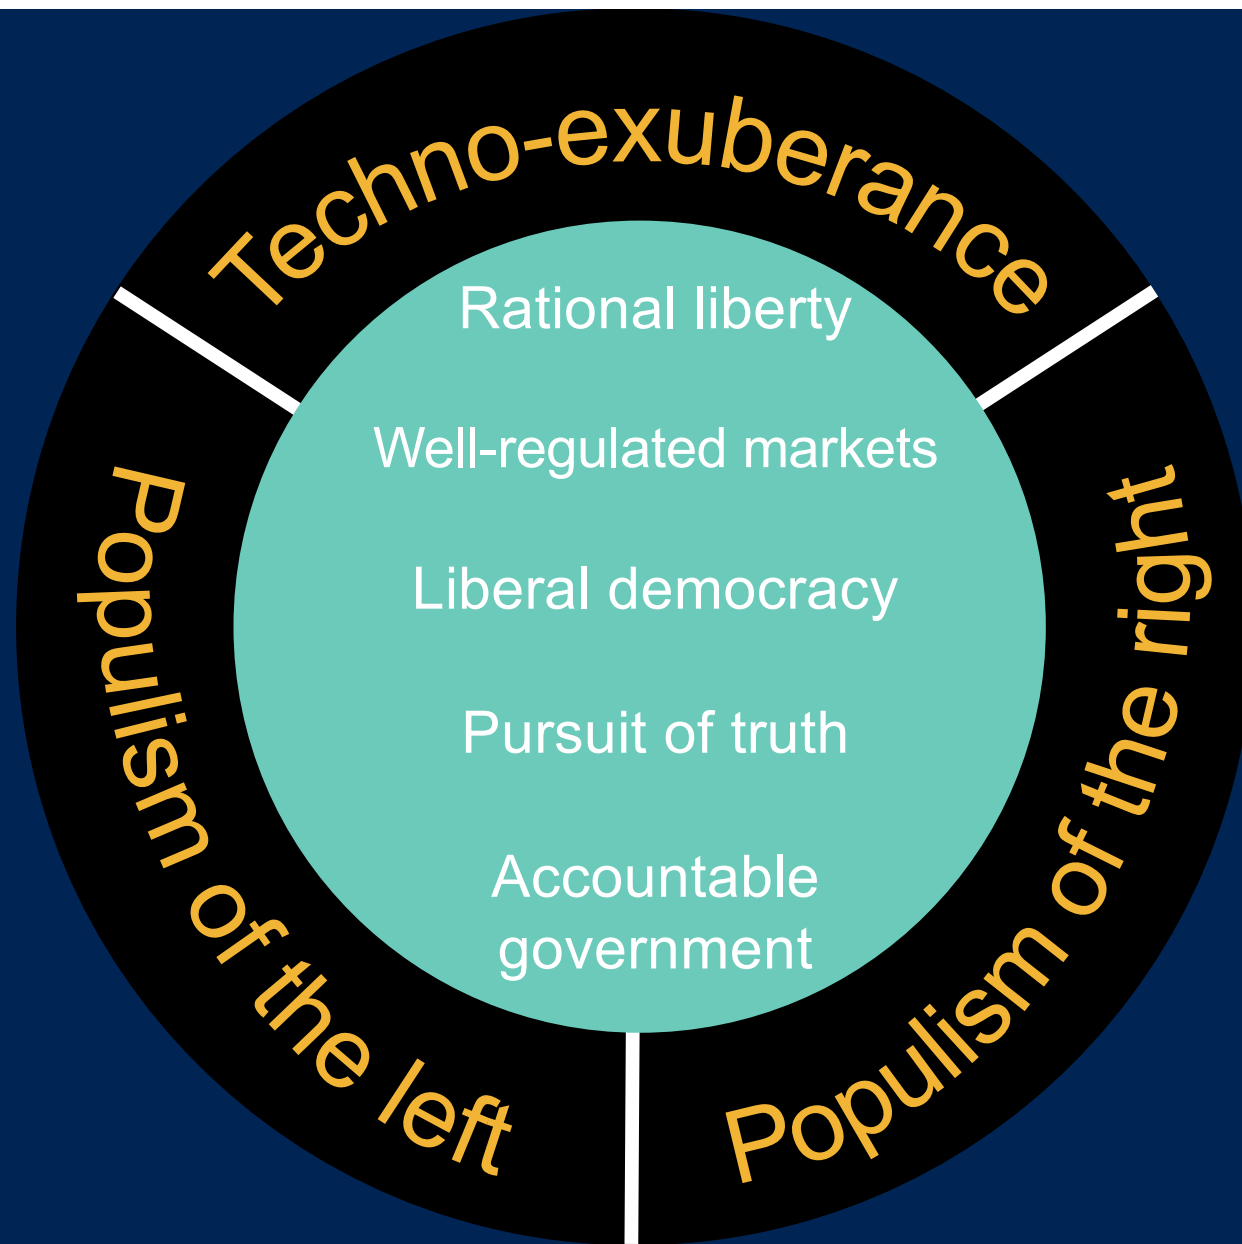 Techno-exuberance
Rational liberty
Well-regulated markets
Liberal democracy
Pursuit of truth
Accountable
government
Populism of the left
Populism of the right